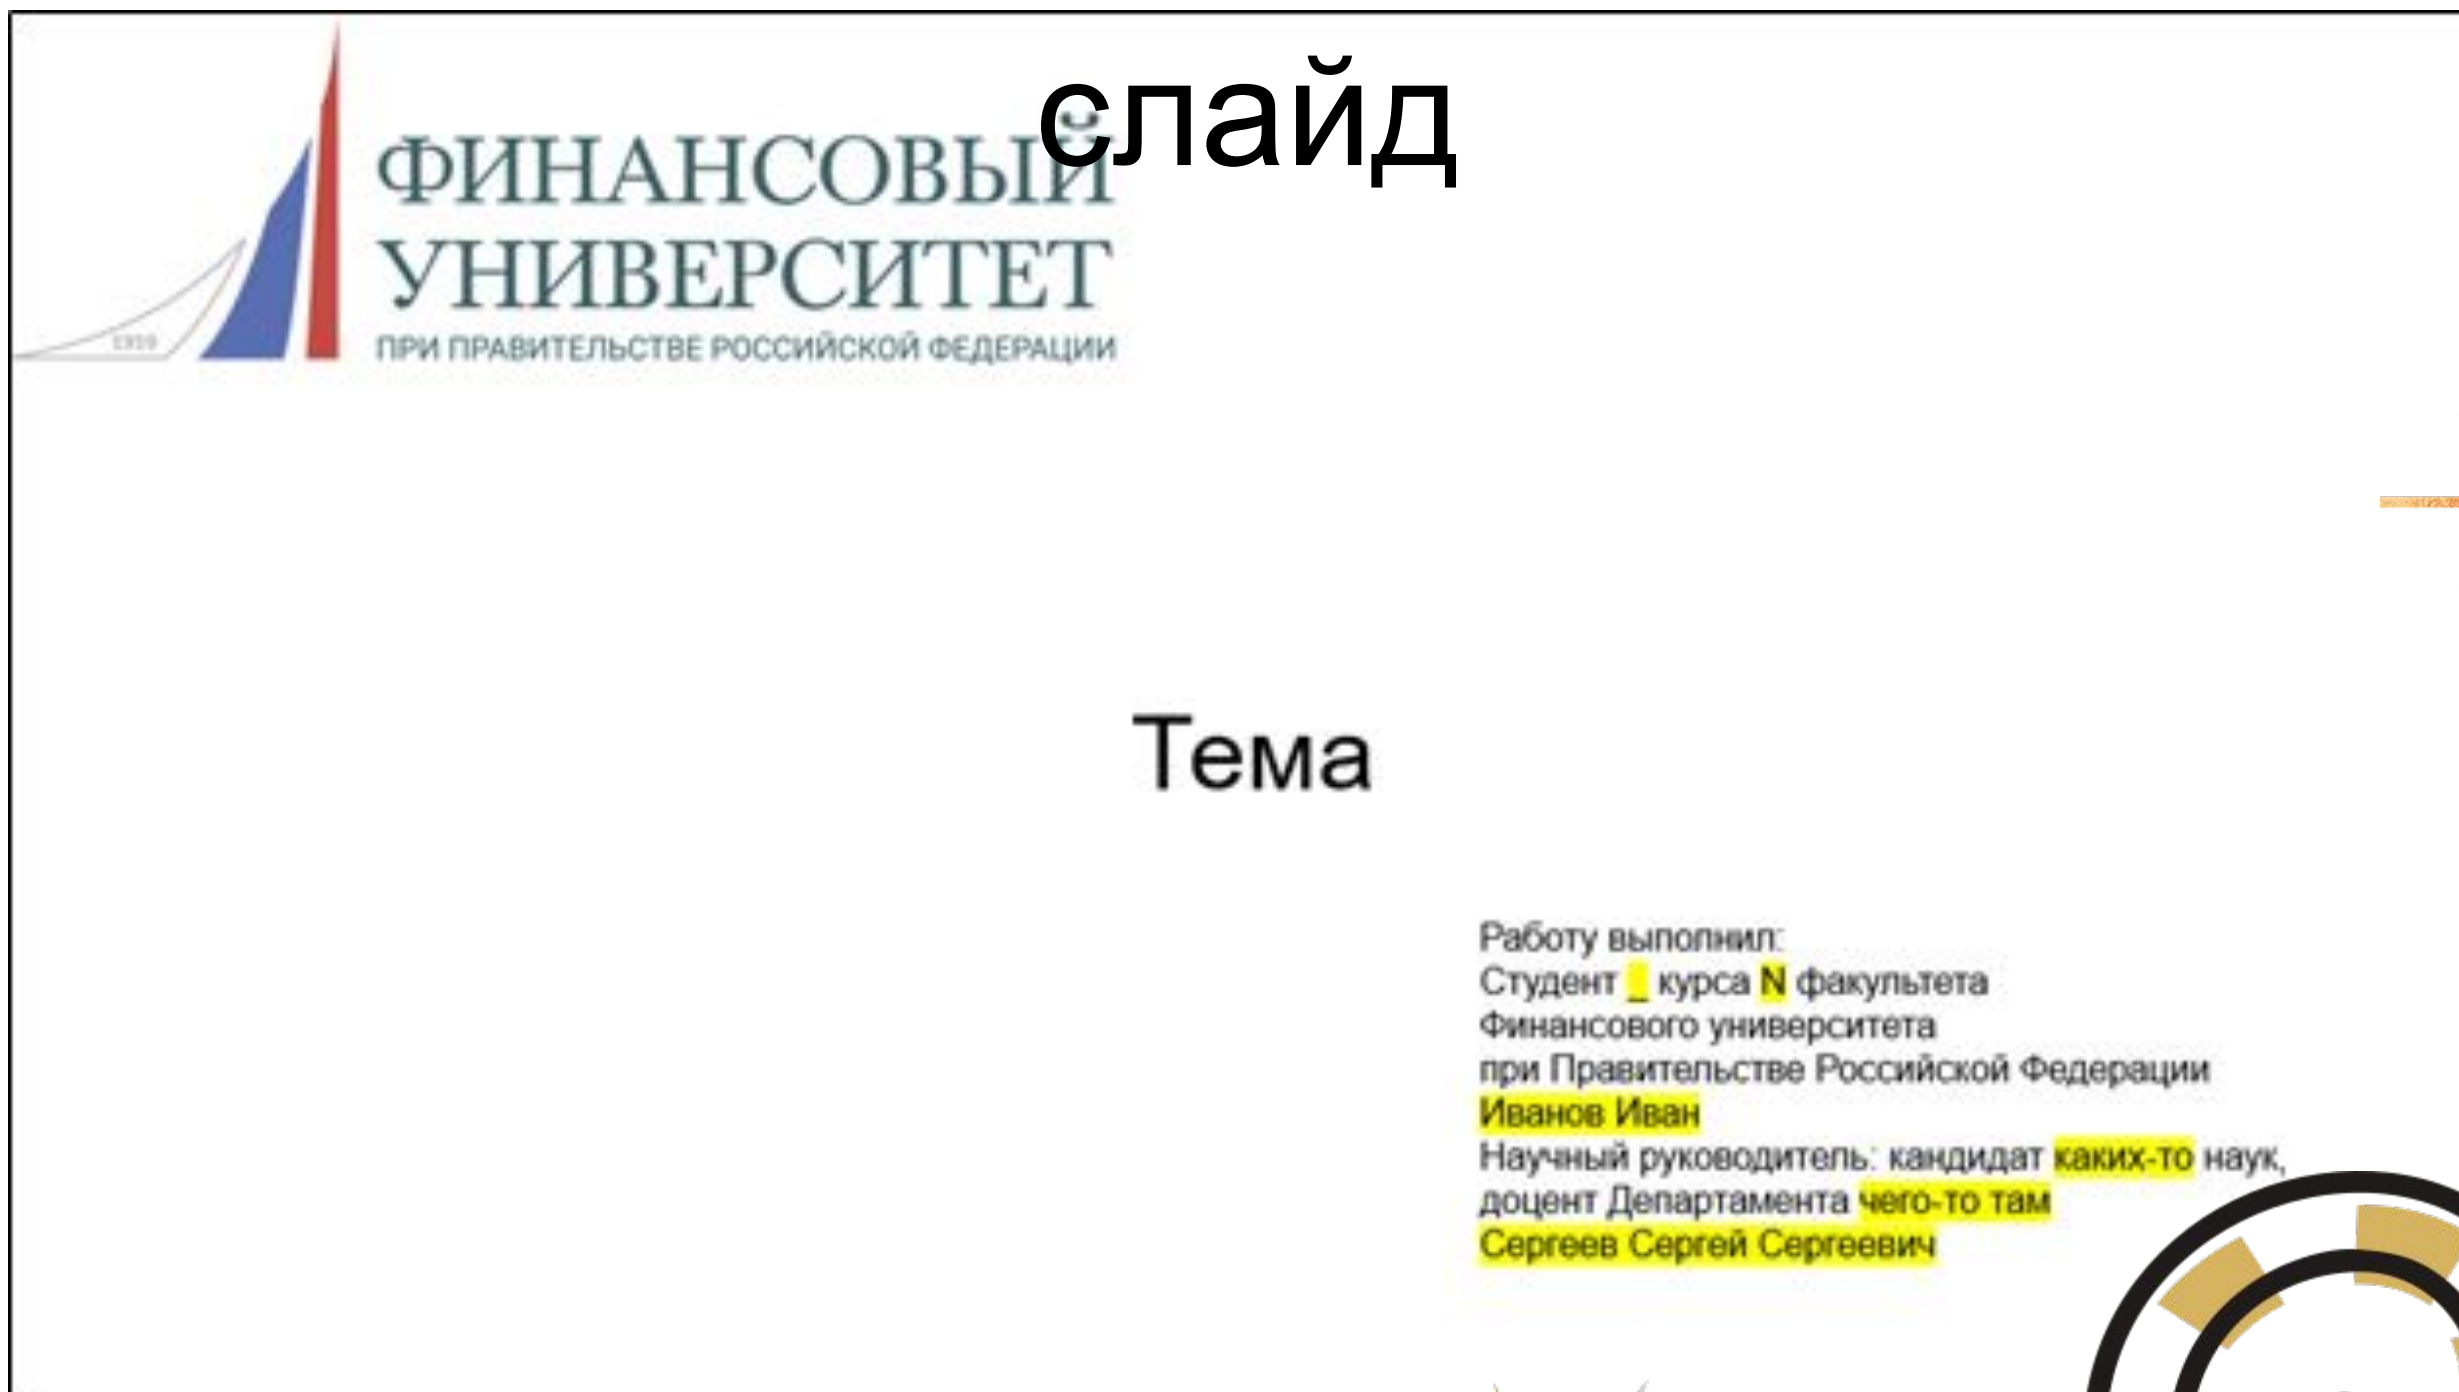 слайд
ФИНАНСОВЫЙ
УНИВЕРСИТЕТ
ПРИ ПРАВИТЕЛЬСТВЕ РОССИЙСКОЙ ФЕДЕРАЦИИ
1919
Тема
Работу выполнил:
Студент _ курса N факультета
Финансового университета
при Правительстве Российской Федерации
Иванов Иван
Научный руководитель: кандидат каких-то наук,
доцент Департамента чего-то там
Сергеев Сергей Сергеевич